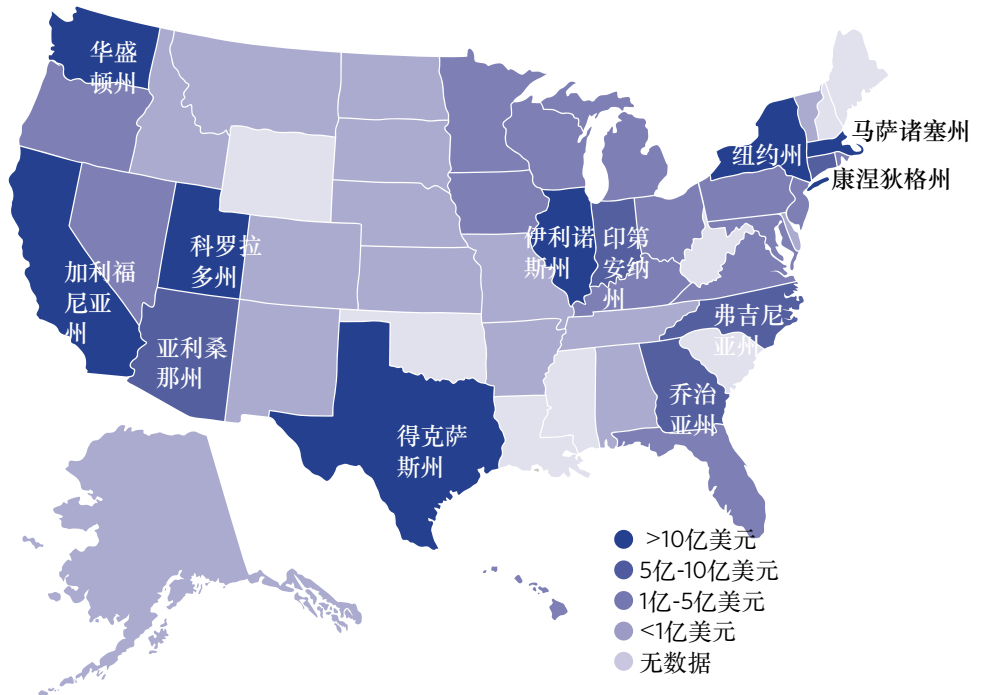 华盛
顿州
马萨诸塞州
纽约州
康涅狄格州
科罗拉
多州
伊利诺
斯州
印第
安纳
州
加利福
尼亚
州
弗吉尼
亚州
亚利桑
那州
乔治
亚州
得克萨
斯州
>10亿美元
5亿-10亿美元
1亿-5亿美元
<1亿美元
无数据